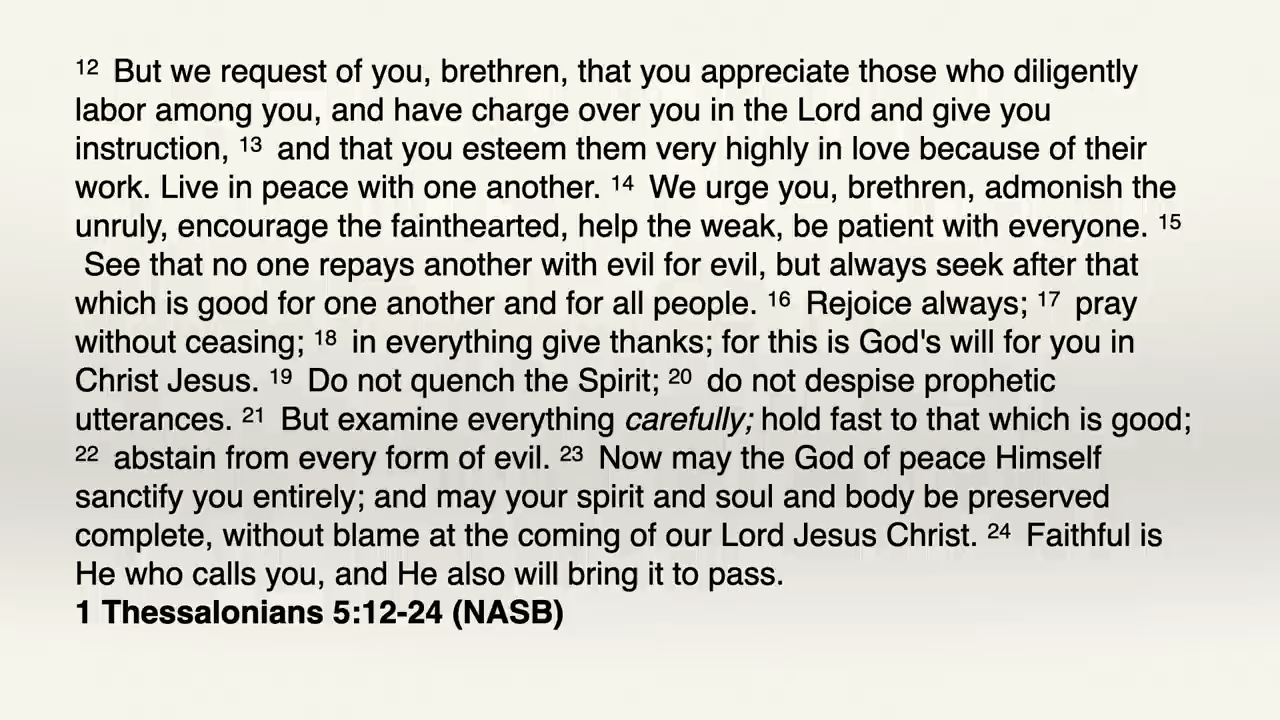 12 But we request of you, brethren, that you appreciate those who diligently
labor among you, and have charge over you in the Lord and give you
instruction, 13 and that you esteem them very highly in love because of their
work. Live in peace with one another. 14 We urge you, brethren, admonish the
unruly, encourage the fainthearted, help the weak, be patient with everyone. 15
See that no one repays another with evil for evil, but always seek after that
which is good for one another and for all people. 16 Rejoice always; 17 pray
without ceasing; 18 in everything give thanks; for this is God's will for you in
Christ Jesus. 19 Do not quench the Spirit; 20 do not despise prophetic
utterances. 21 But examine everything carefully; hold fast to that which is good;
22 abstain from every form of evil. 23 Now may the God of peace Himself
sanctify you entirely; and may your spirit and soul and body be preserved
complete, without blame at the coming of our Lord Jesus Christ. 24 Faithful is
He who calls you, and He also will bring it to pass.
1 Thessalonians 5:12-24 (NASB)